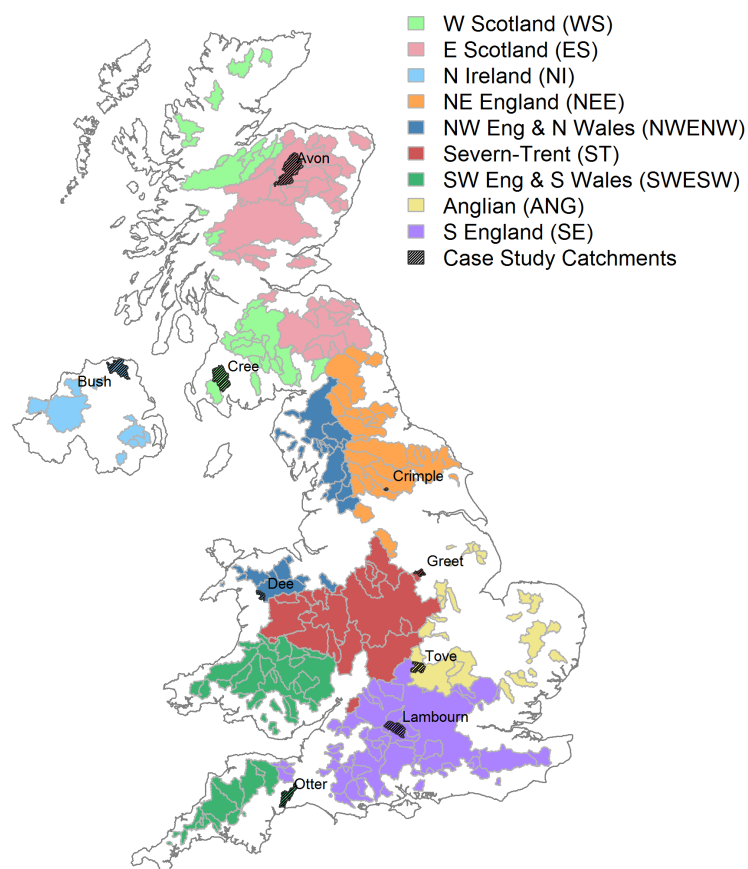 W Scotland (WS)
E Scotland (ES)
N Ireland (NI)
NE England (NEE)
NW Eng & N Wales (NWENW)
Severn-Trent (ST)
SW Eng & S Wales (SWESW)
Anglian (ANG)
S England (SE)
Case Study Catchments
Avon
Cree
Bush
Crimple
Greet
Dee
Tove
Lambourn
Otter